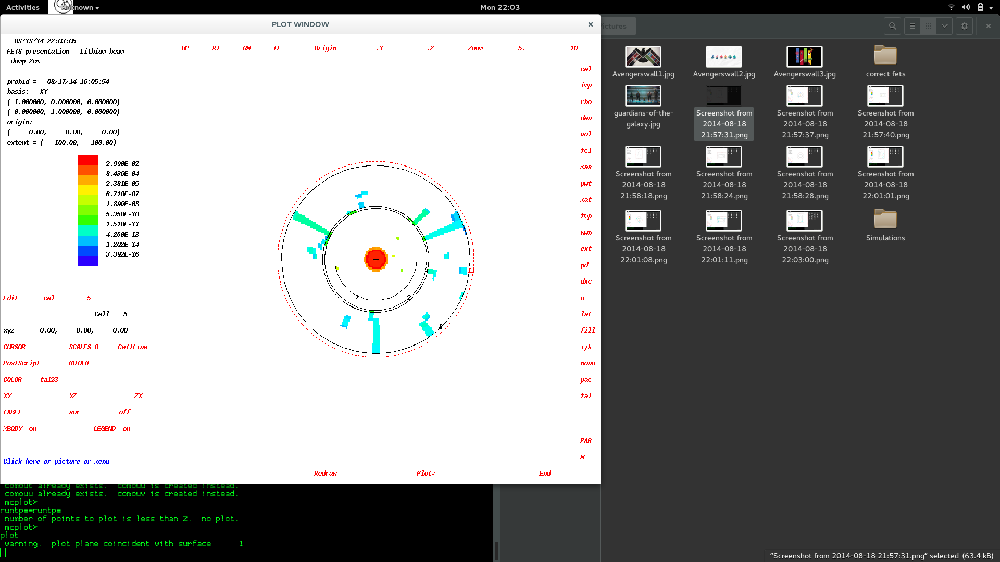 Activities
Unknown
Mon 22:03
PLOT WINDOW
Pictures
08/18/14 22:03:05
FETS presentation - Lithium beam
dump 2cm
probid = 08/17/14 16:05:54
basis: XY
( 1.000000, 0.000000, 0.000000)
( 0.000000, 1.000000, 0.000000)
origin:
( 0.00, 0.00, 0.00)
extent = ( 100.00, 100.00)
UP RT DN LF Origin .1 .2 Zoom 5. 10
2.990E-02
8.436E-04
2.381E-05
6.718E-07
1.896E-08
5.350E-10
1.510E-11
4.260E-13
1.202E-14
3.392E-16
5
11
1
2
8
cel
imp
rho
den
vol
fcl
mas
pwt
mat
tmp
wwn
ext
pd
dxc
u
lat
fill
ijk
nonu
pac
tal
PAR
N
Edit cel 5
Cell 5
xyz = 0.00, 0.00, 0.00
CURSOR SCALES 0 CellLine
PostScript ROTATE
COLOR tal23
XY YZ ZX
LABEL sur off
MBODY on LEGEND on
Click here or picture or menu
Redraw Plot> End
comout already exists. comouu is created instead.
comouu already exists. comouv is created instead.
mcplot>
runtpe=runtpe
number of points to plot is less than 2. no plot.
mcplot>
plot
warning. plot plane coincident with surface 1
Avengerswall1.jpg
Avengerswall2.jpg
Avengerswall3.jpg
correct fets
guardians-of-the-
galaxy.jpg
Screenshot from
2014-08-18
21:57:31.png
Screenshot from
2014-08-18
21:57:37.png
Screenshot from
2014-08-18
21:57:40.png
Screenshot from
2014-08-18
21:58:18.png
Screenshot from
2014-08-18
21:58:24.png
Screenshot from
2014-08-18
21:58:28.png
Screenshot from
2014-08-18
22:01:01.png
Screenshot from
2014-08-18
22:01:08.png
Screenshot from
2014-08-18
22:01:11.png
Screenshot from
2014-08-18
22:03:00.png
Simulations
"Screenshot from 2014-08-18 21:57:31.png" selected (63.4 kB)